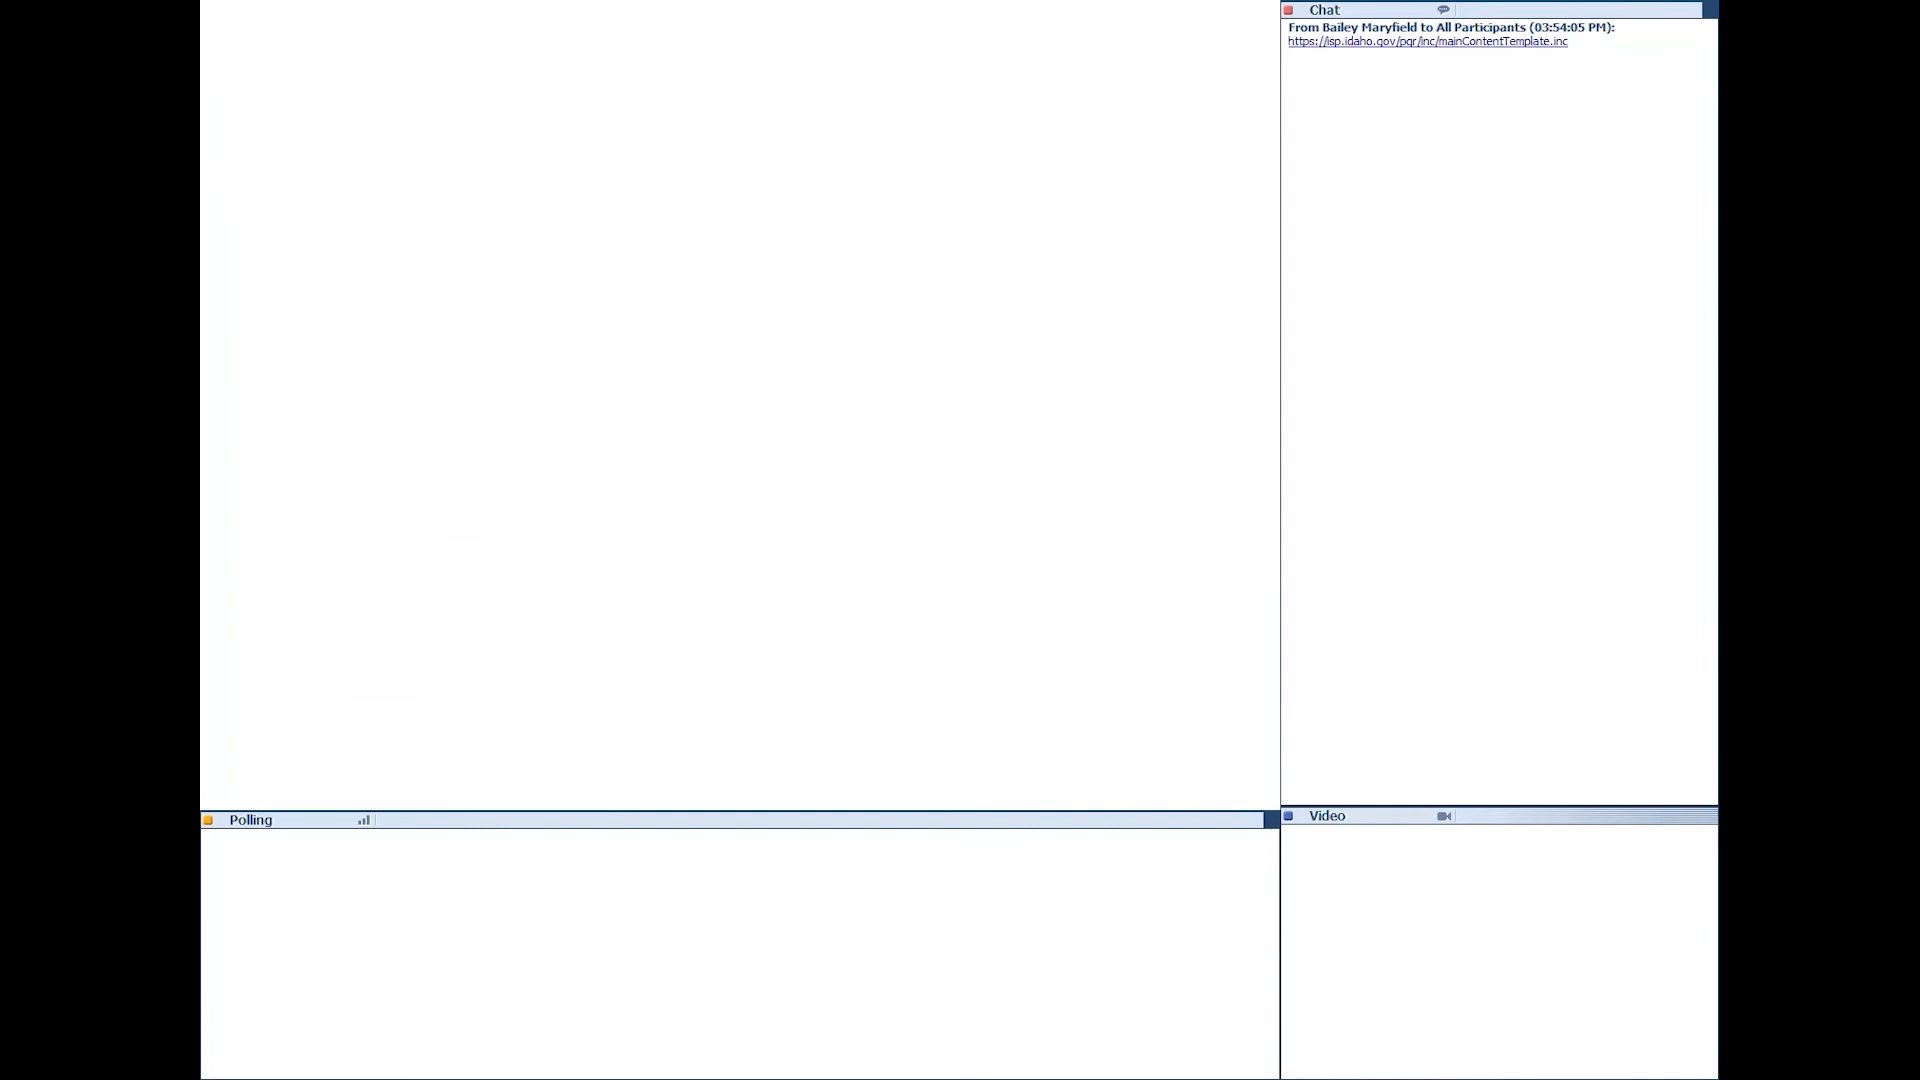 Chat
From Bailey Maryfield to All Participants (03:54:05 PM):
https://isp.idaho.gov/pgr/inc/mainContentTemplate.inc
Polling
Video